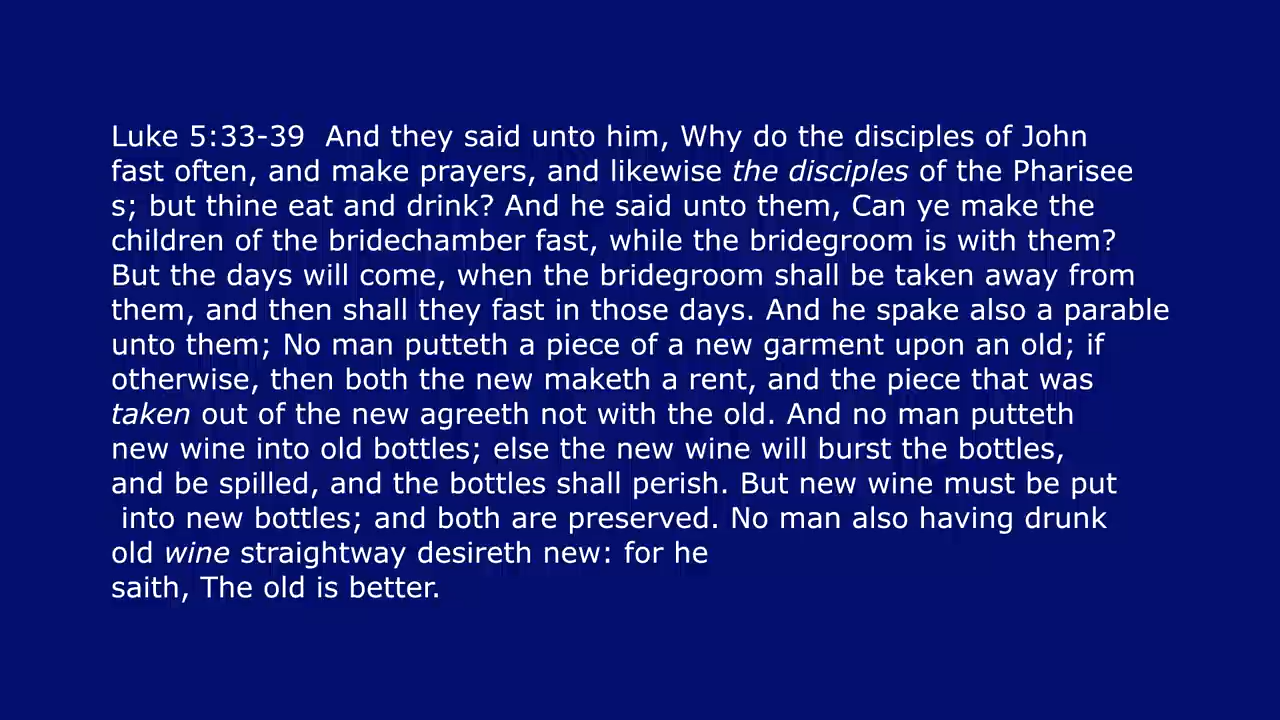 Luke 5:33-39  And they said unto him, Why do the disciples of John
fast often, and make prayers, and likewise the disciples of the Pharisee
s; but thine eat and drink? And he said unto them, Can ye make the
children of the bridechamber fast, while the bridegroom is with them?
But the days will come, when the bridegroom shall be taken away from
them, and then shall they fast in those days. And he spake also a parable
unto them; No man putteth a piece of a new garment upon an old; if
otherwise, then both the new maketh a rent, and the piece that was
taken out of the new agreeth not with the old. And no man putteth
new wine into old bottles; else the new wine will burst the bottles,
and be spilled, and the bottles shall perish. But new wine must be put
into new bottles; and both are preserved. No man also having drunk
old wine straightway desireth new: for he
saith, The old is better.